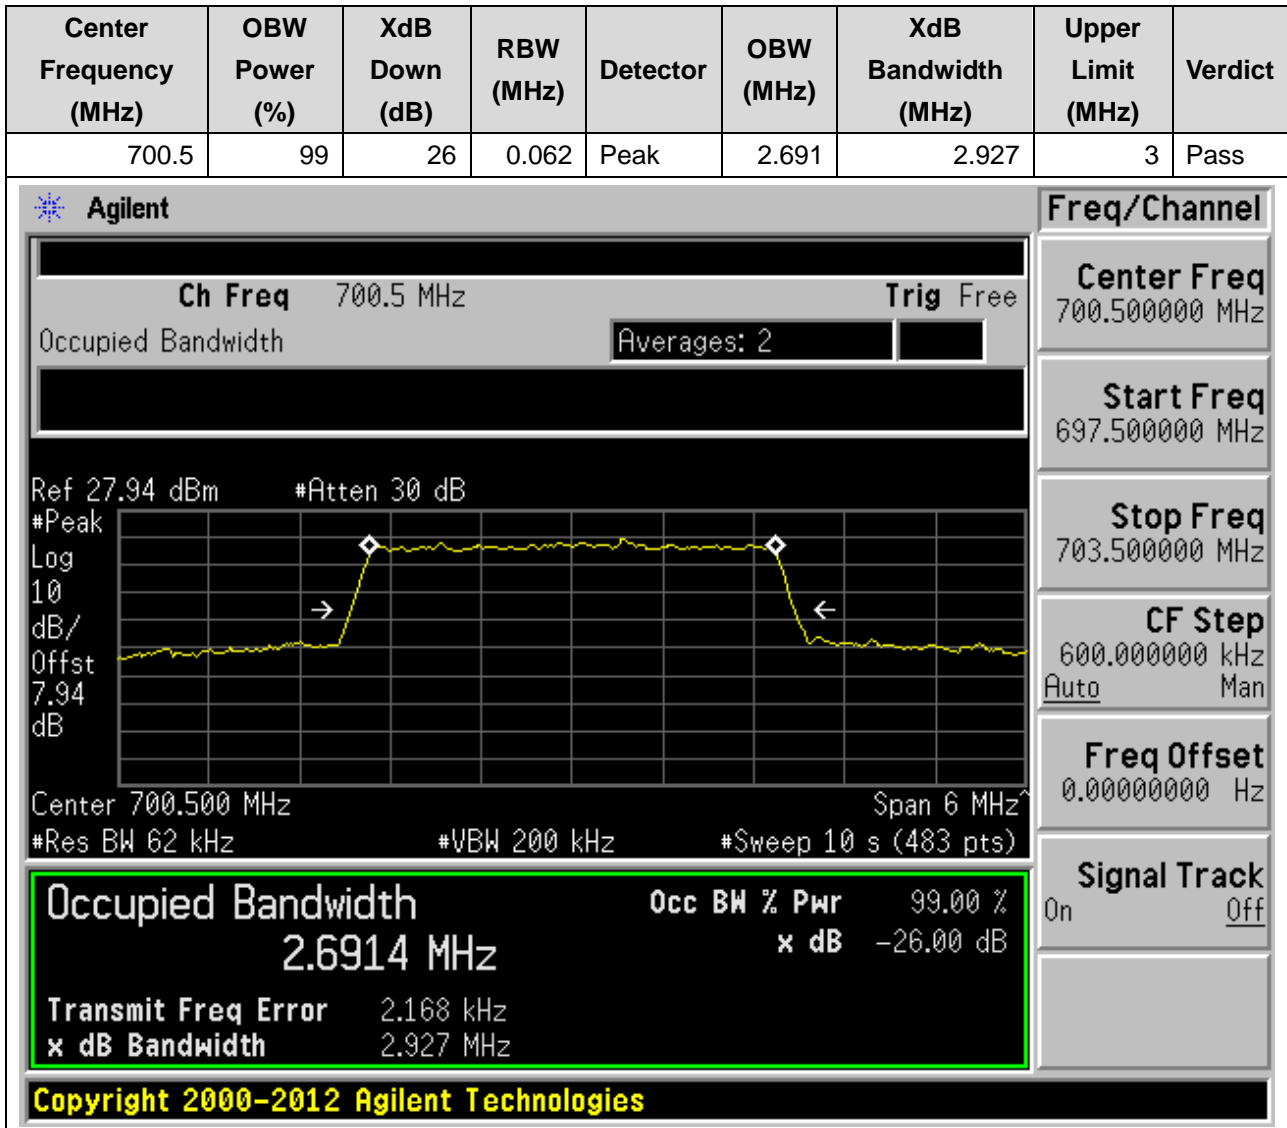 Center Frequency (MHz) OBW Power (%) XdB Down (dB) RBW (MHz) Detector OBW (MHz) XdB Bandwidth (MHz) Upper Limit (MHz) Verdict
700.5 99 26 0.062 Peak 2.691 2.927 3 Pass
Agilent
Ch Freq 700.5 MHz Trig Free
Occupied Bandwidth Averages: 2
Ref 27.94 dBm #Atten 30 dB
#Peak
Log
10
dB/
Offst
7.94
dB
Center 700.500 MHz Span 6 MHz^
#Res BW 62 kHz #VBW 200 kHz #Sweep 10 s (483 pts)
Occupied Bandwidth Occ BW % Pwr 99.00 %
2.6914 MHz x dB -26.00 dB
Transmit Freq Error 2.168 kHz
x dB Bandwidth 2.927 MHz
Copyright 2000-2012 Agilent Technologies
Freq/Channel
Center Freq
700.500000 MHz
Start Freq
697.500000 MHz
Stop Freq
703.500000 MHz
CF Step
600.000000 kHz
Auto Man
Freq Offset
0.00000000 Hz
Signal Track
On Off